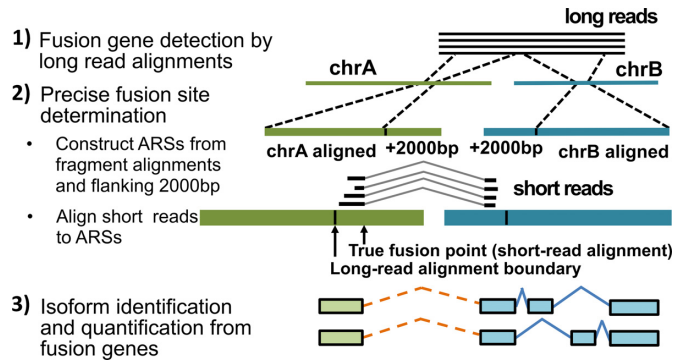 long reads
1) Fusion gene detection by
long read alignments
chrA
chrB
2) Precise fusion site
determination
chrA aligned
+2000bp
+2000bp
chrB aligned
• Construct ARSs from
fragment alignments
and flanking 2000bp
short reads
• Align short reads
to ARSs
True fusion point (short-read alignment)
Long-read alignment boundary
3) Isoform identification
and quantification from
fusion genes